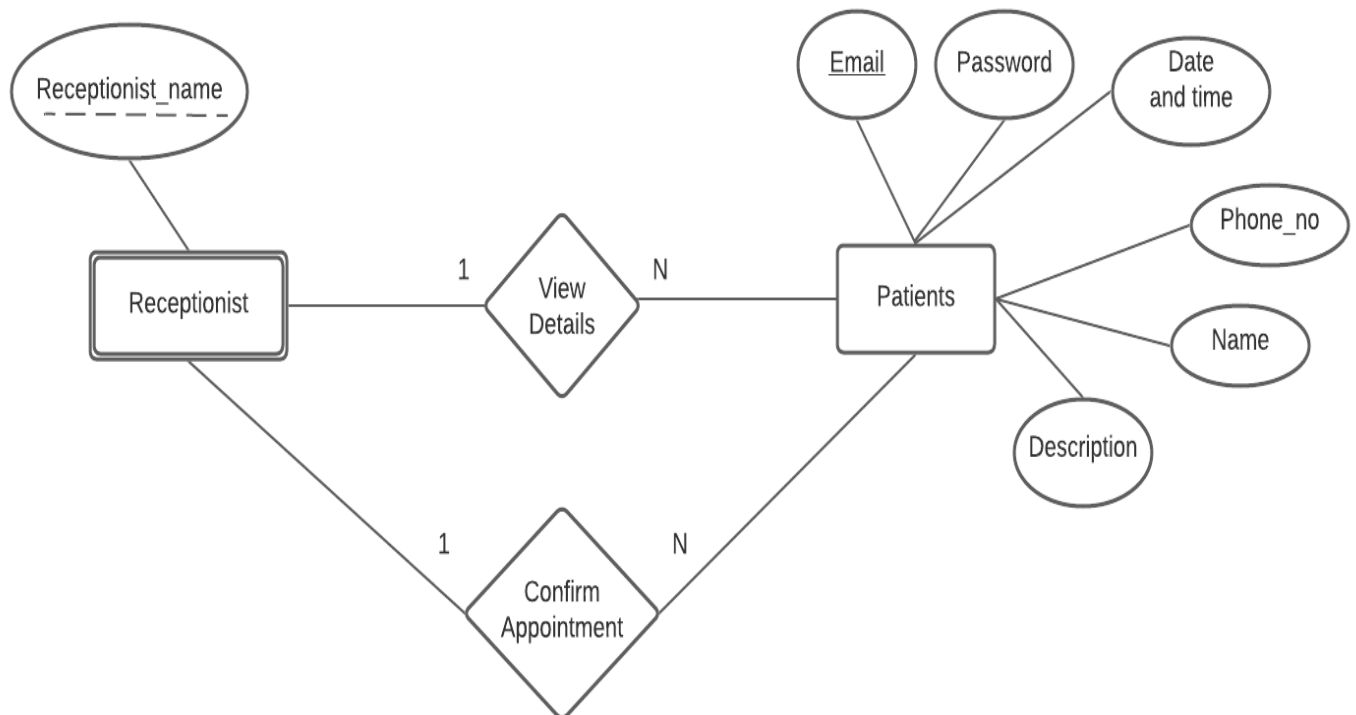 Receptionist_name
Email
Password
Date
and time
Phone_no
Receptionist
1
View
Details
N
Patients
Name
Description
1
Confirm
Appointment
N